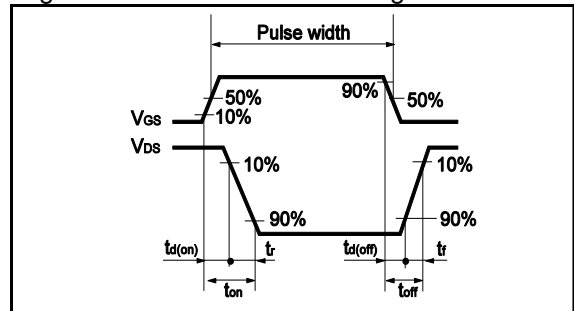 Pulse width
90%
50%
50%
VGS
10%
VDS
10%
10%
90%
90%
td(on)
tr
td(off)
tf
ton
toff